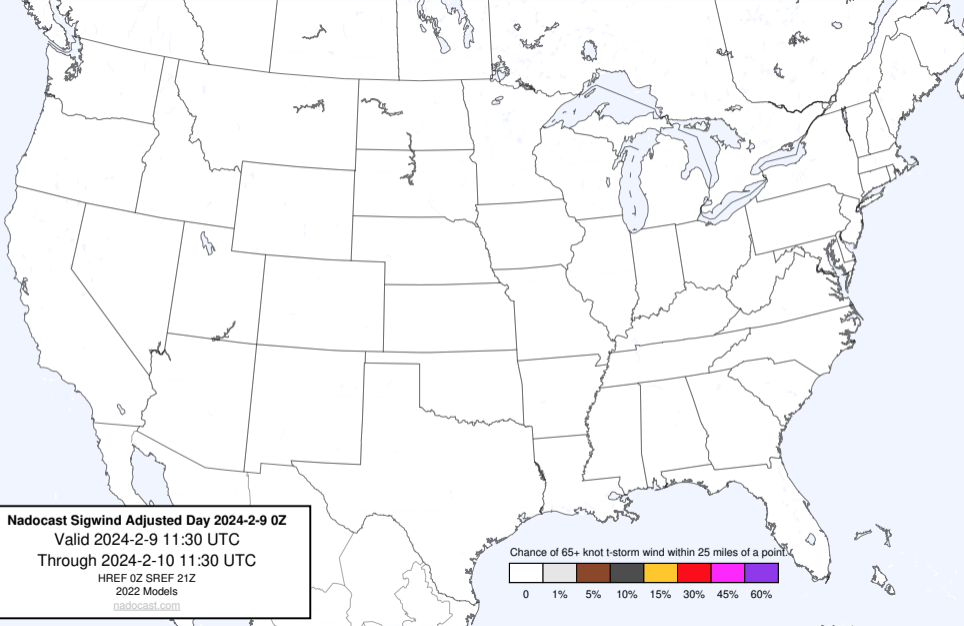 Nadocast Sigwind Adjusted Day 2024-2-9 0Z
Valid 2024-2-9 11:30 UTC
Through 2024-2-10 11:30 UTC
HREF 0Z SREF 21Z
2022 Models
nadocast.com
Chance of 65+ knot t-storm wind within 25 miles of a point.
0 1% 5% 10% 15% 30% 45% 60%